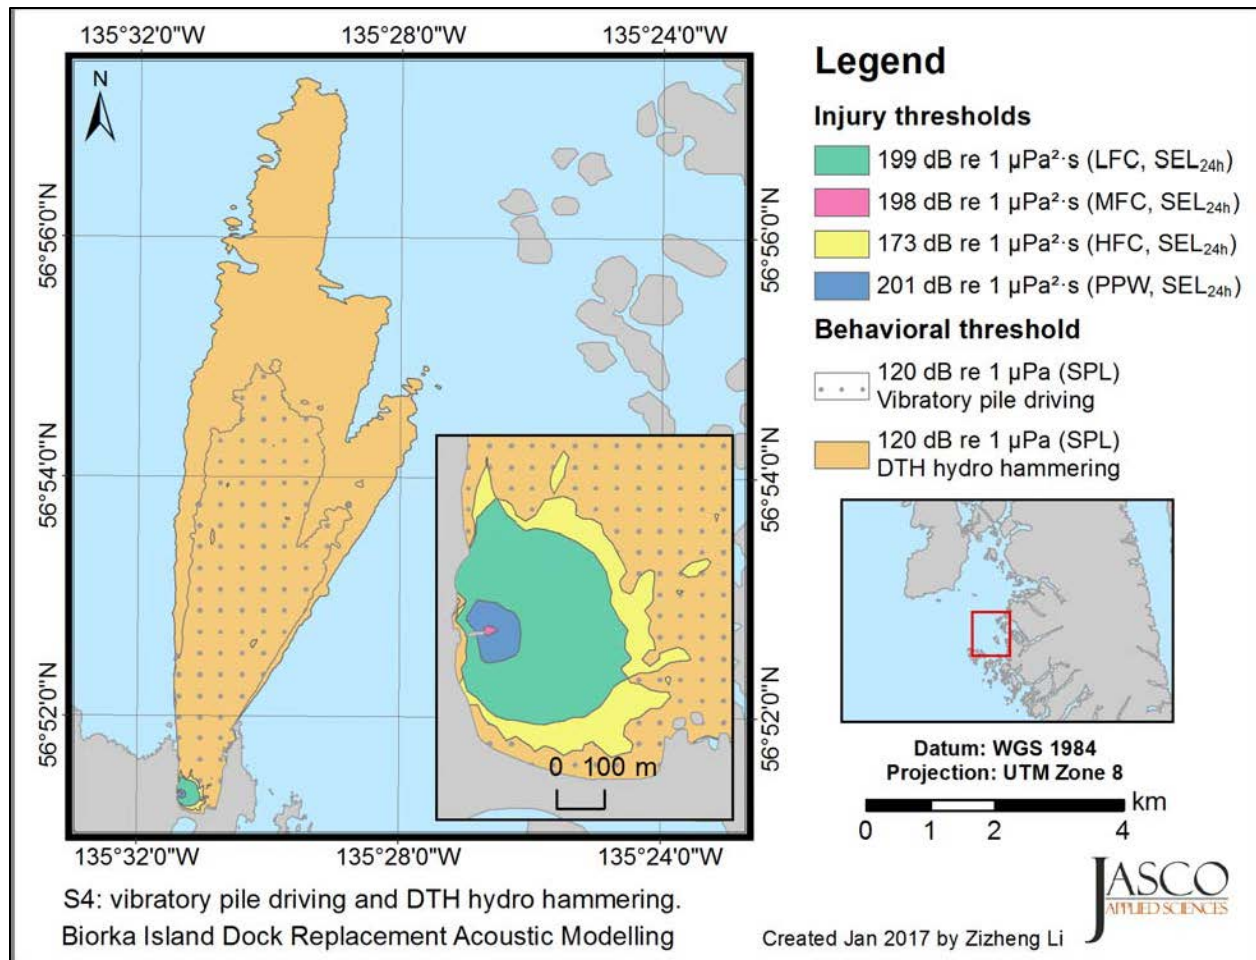 135°32'0"W 135°28'0"W 135°24'0"W
N
56°56'0"N
56°54'0"N
56°52'0"N
56°56'0"N
56°54'0"N
56°52'0"N
0 100 m
135°32'0"W 135°28'0"W 135°24'0"W
Legend
Injury thresholds
199 dB re 1 µPa²·s (LFC, SEL24h)
198 dB re 1 µPa²·s (MFC, SEL24h)
173 dB re 1 µPa²·s (HFC, SEL24h)
201 dB re 1 µPa²·s (PPW, SEL24h)
Behavioral threshold
120 dB re 1 µPa (SPL)
Vibratory pile driving
120 dB re 1 µPa (SPL)
DTH hydro hammering
Datum: WGS 1984
Projection: UTM Zone 8
km
0 1 2 4
S4: vibratory pile driving and DTH hydro hammering.
Biorka Island Dock Replacement Acoustic Modelling
Created Jan 2017 by Zizheng Li
JASCO
APPLIED SCIENCES